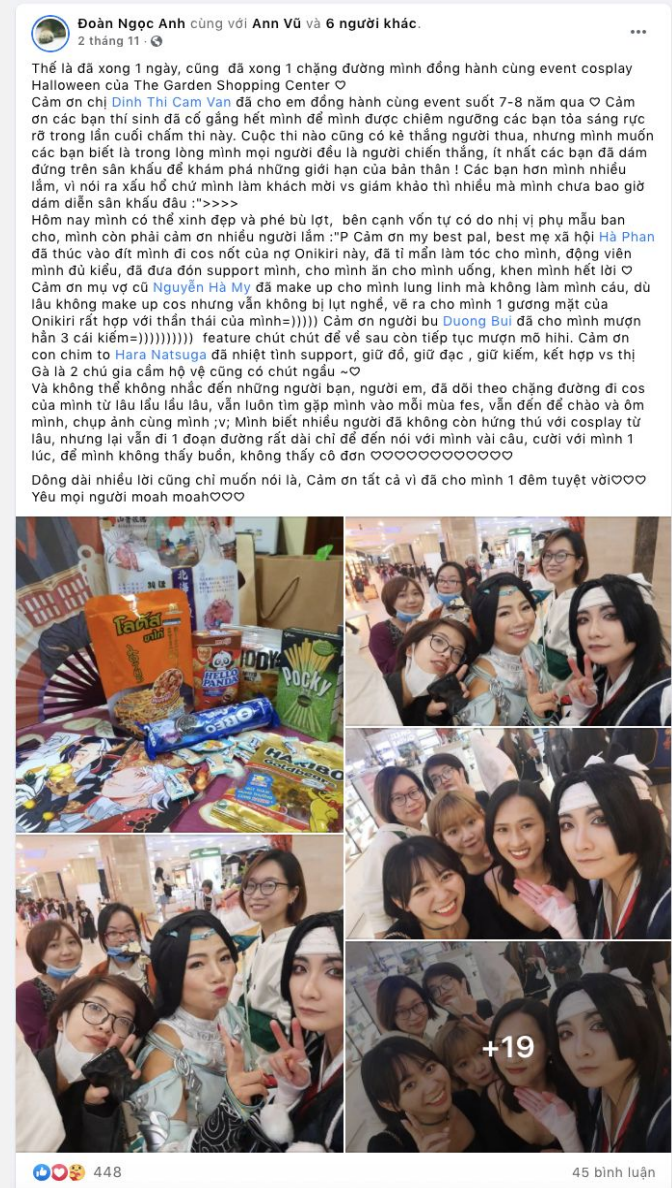 Đoàn Ngọc Anh cùng với Ann Vũ và 6 người khác.
2 tháng 11 ·
Thế là đã xong 1 ngày, cũng đã xong 1 chặng đường mình đồng hành cùng event cosplay
Halloween của The Garden Shopping Center ♡
Cảm ơn chị Dinh Thi Cam Van đã cho em đồng hành cùng event suốt 7-8 năm qua ♡ Cảm
ơn các bạn thí sinh đã cố gắng hết mình để mình được chiêm ngưỡng các bạn tỏa sáng rực
rỡ trong lần cuối chấm thi này. Cuộc thi nào cũng có kẻ thắng người thua, nhưng mình muốn
các bạn biết là trong lòng mình mọi người đều là người chiến thắng, ít nhất các bạn đã dám
đứng trên sân khấu để khám phá những giới hạn của bản thân ! Các bạn hơn mình nhiều
lắm, vì nói ra xấu hổ chứ mình làm khách mời vs giám khảo thì nhiều mà mình chưa bao giờ
dám diễn sân khấu đâu :">>>>
Hôm nay mình có thể xinh đẹp và phé bù lợt, bên cạnh vốn tự có do nhị vị phụ mẫu ban
cho, mình còn phải cảm ơn nhiều người lắm :"P Cảm ơn my best pal, best mẹ xã hội Hà Phan
đã thúc vào đít mình đi cos nốt của nợ Onikiri này, đã tỉ mẩn làm tóc cho mình, động viên
mình đủ kiểu, đã đưa đón support mình, cho mình ăn cho mình uống, khen mình hết lời ♡
Cảm ơn mụ vợ cũ Nguyễn Hà My đã make up cho mình lung linh mà không làm mình cáu, dù
lâu không make up cos nhưng vẫn không bị lụt nghề, vẽ ra cho mình 1 gương mặt của
Onikiri rất hợp với thần thái của mình=))))) Cảm ơn người bu Duong Bui đã cho mình mượn
hẳn 3 cái kiếm=)))))))))) feature chút chút để về sau còn tiếp tục mượn mõ hihi. Cảm ơn
con chim to Hara Natsuga đã nhiệt tình support, giữ đồ, giữ đạc , giữ kiếm, kết hợp vs thị
Gà là 2 chú gia cầm hộ vệ cũng có chút ngầu ~♡
Và không thể không nhắc đến những người bạn, người em, đã dõi theo chặng đường đi cos
của mình từ lâu lẩu lầu lâu, vẫn luôn tìm gặp mình vào mỗi mùa fes, vẫn đến để chào và ôm
mình, chụp ảnh cùng mình ;v; Mình biết nhiều người đã không còn hứng thú với cosplay từ
lâu, nhưng lại vẫn đi 1 đoạn đường rất dài chỉ để đến nói với mình vài câu, cười với mình 1
lúc, để mình không thấy buồn, không thấy cô đơn ♡♡♡♡♡♡♡♡♡♡♡♡
Dông dài nhiều lời cũng chỉ muốn nói là, Cảm ơn tất cả vì đã cho mình 1 đêm tuyệt vời♡♡♡
Yêu mọi người moah moah♡♡♡
โลตัส
HELLO
PANDA
Pocky
OREO
HARIBO
Goldbears
+19
448
45 bình luận